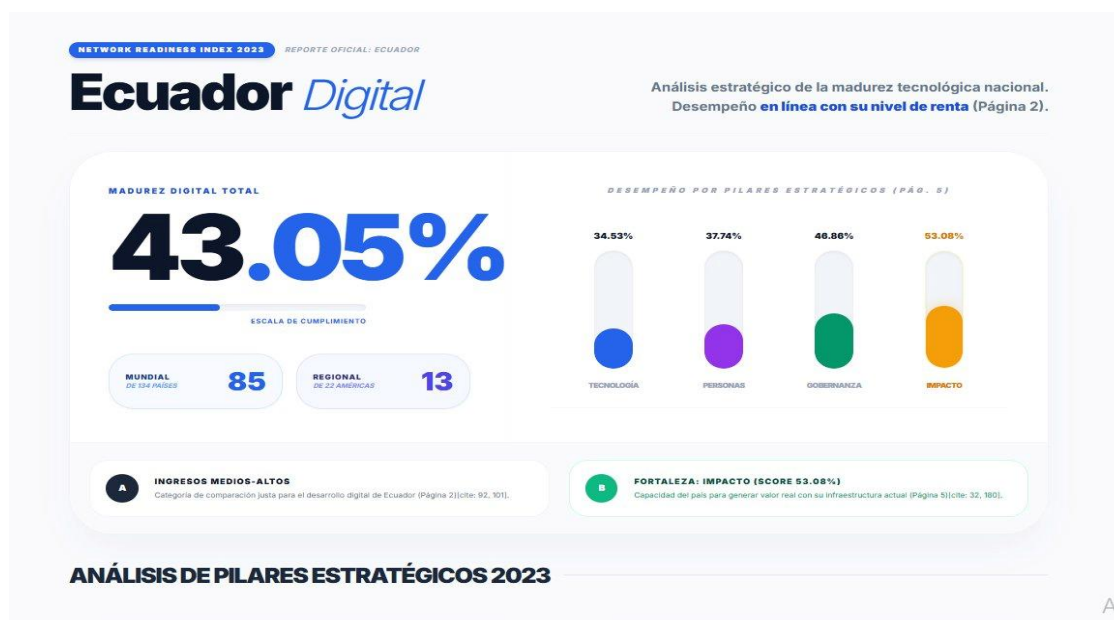 NETWORK READINESS INDEX 2023 REPORTE OFICIAL: ECUADOR
Ecuador Digital
Análisis estratégico de la madurez tecnológica nacional.
Desempeño en línea con su nivel de renta (Página 2).
MADUREZ DIGITAL TOTAL
43.05%
ESCALA DE CUMPLIMIENTO
MUNDIAL
DE 134 PAÍSES
85
REGIONAL
DE 22 AMÉRICAS
13
DESEMPEÑO POR PILARES ESTRATÉGICOS (PÁG. 5)
34.53% 37.74% 46.86% 53.08%
TECNOLOGÍA PERSONAS GOBERNANZA IMPACTO
A
INGRESOS MEDIOS-ALTOS
Categoría de comparación justa para el desarrollo digital de Ecuador (Página 2)[cite: 92, 101].
B
FORTALEZA: IMPACTO (SCORE 53.08%)
Capacidad del país para generar valor real con su infraestructura actual (Página 5)[cite: 32, 180].
ANÁLISIS DE PILARES ESTRATÉGICOS 2023
A